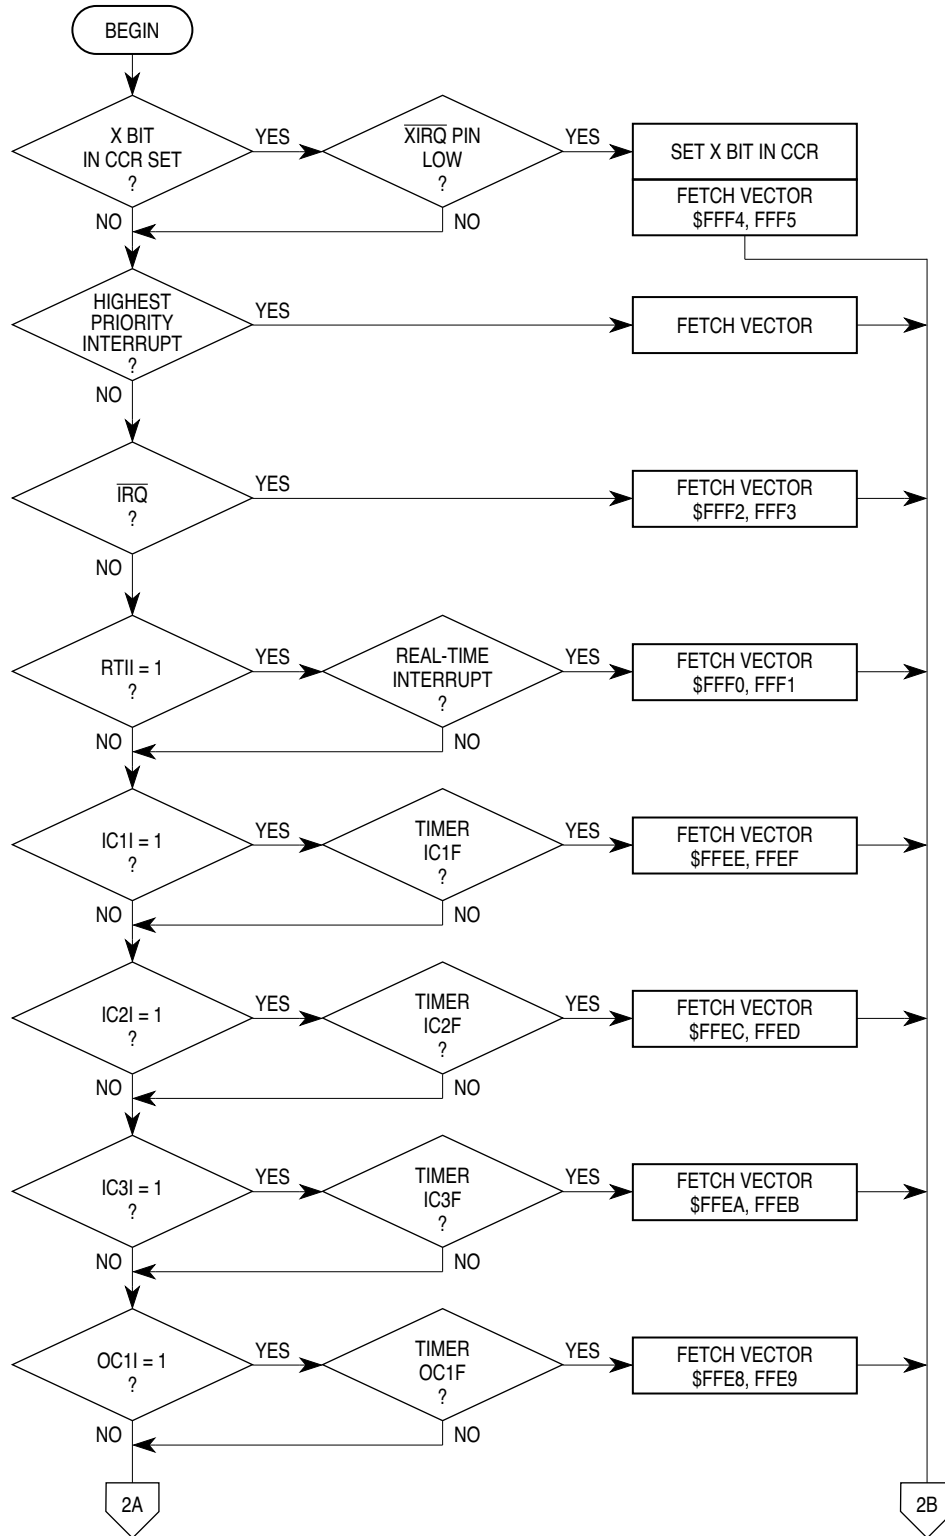 BEGIN
X BIT
IN CCR SET
?
YES
NO
XIRQ PIN
LOW
?
YES
NO
SET X BIT IN CCR
FETCH VECTOR
$FFF4, FFF5
HIGHEST
PRIORITY
INTERRUPT
?
YES
NO
FETCH VECTOR
IRQ
?
YES
NO
FETCH VECTOR
$FFF2, FFF3
RTII = 1
?
YES
NO
REAL-TIME
INTERRUPT
?
YES
NO
FETCH VECTOR
$FFF0, FFF1
IC1I = 1
?
YES
NO
TIMER
IC1F
?
YES
NO
FETCH VECTOR
$FFEE, FFEF
IC2I = 1
?
YES
NO
TIMER
IC2F
?
YES
NO
FETCH VECTOR
$FFEC, FFED
IC3I = 1
?
YES
NO
TIMER
IC3F
?
YES
NO
FETCH VECTOR
$FFEA, FFEB
OC1I = 1
?
YES
NO
TIMER
OC1F
?
YES
NO
FETCH VECTOR
$FFE8, FFE9
2A
2B